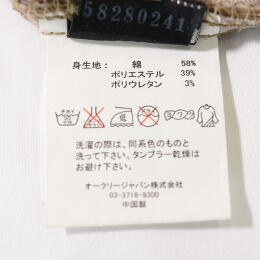 58280241
身生地： 綿 58%
ポリエステル 39%
ポリウレタン 3%
洗濯の際は、同系色のものと
洗って下さい。タンブラー乾燥は
お避け下さい。
オークリージャパン株式会社
03-3716-9300
中国製